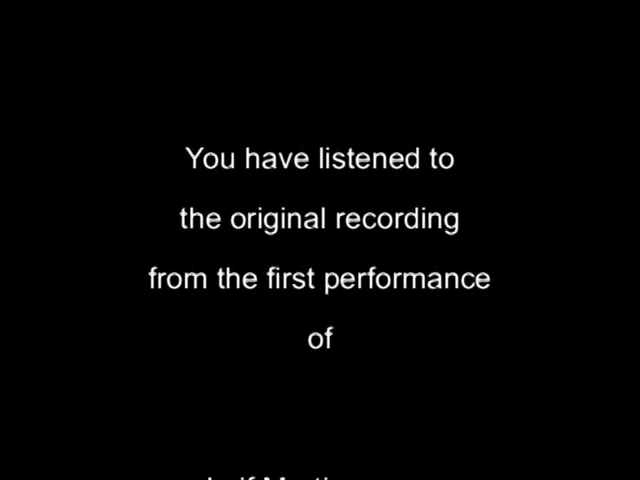 You have listened to
the original recording
from the first performance
of